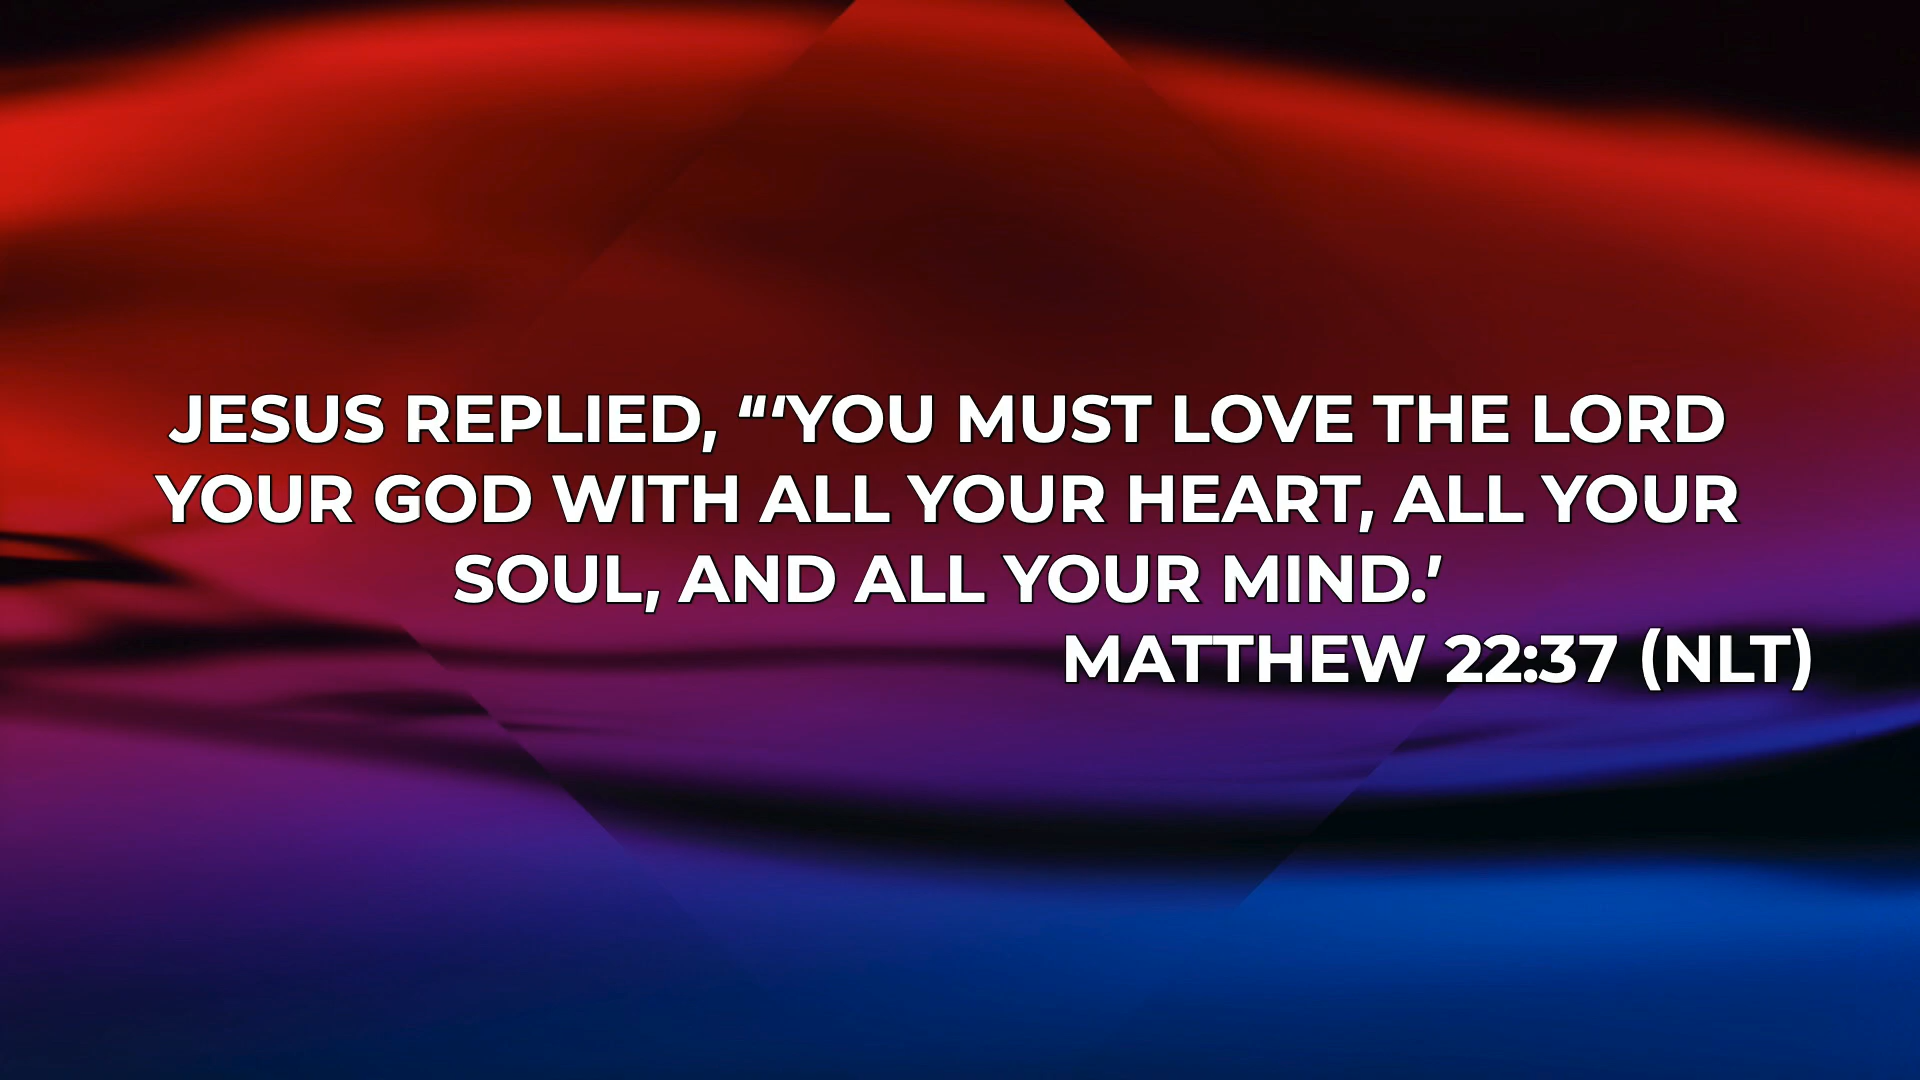 JESUS REPLIED, “‘YOU MUST LOVE THE LORD
YOUR GOD WITH ALL YOUR HEART, ALL YOUR
SOUL, AND ALL YOUR MIND.’
MATTHEW 22:37 (NLT)